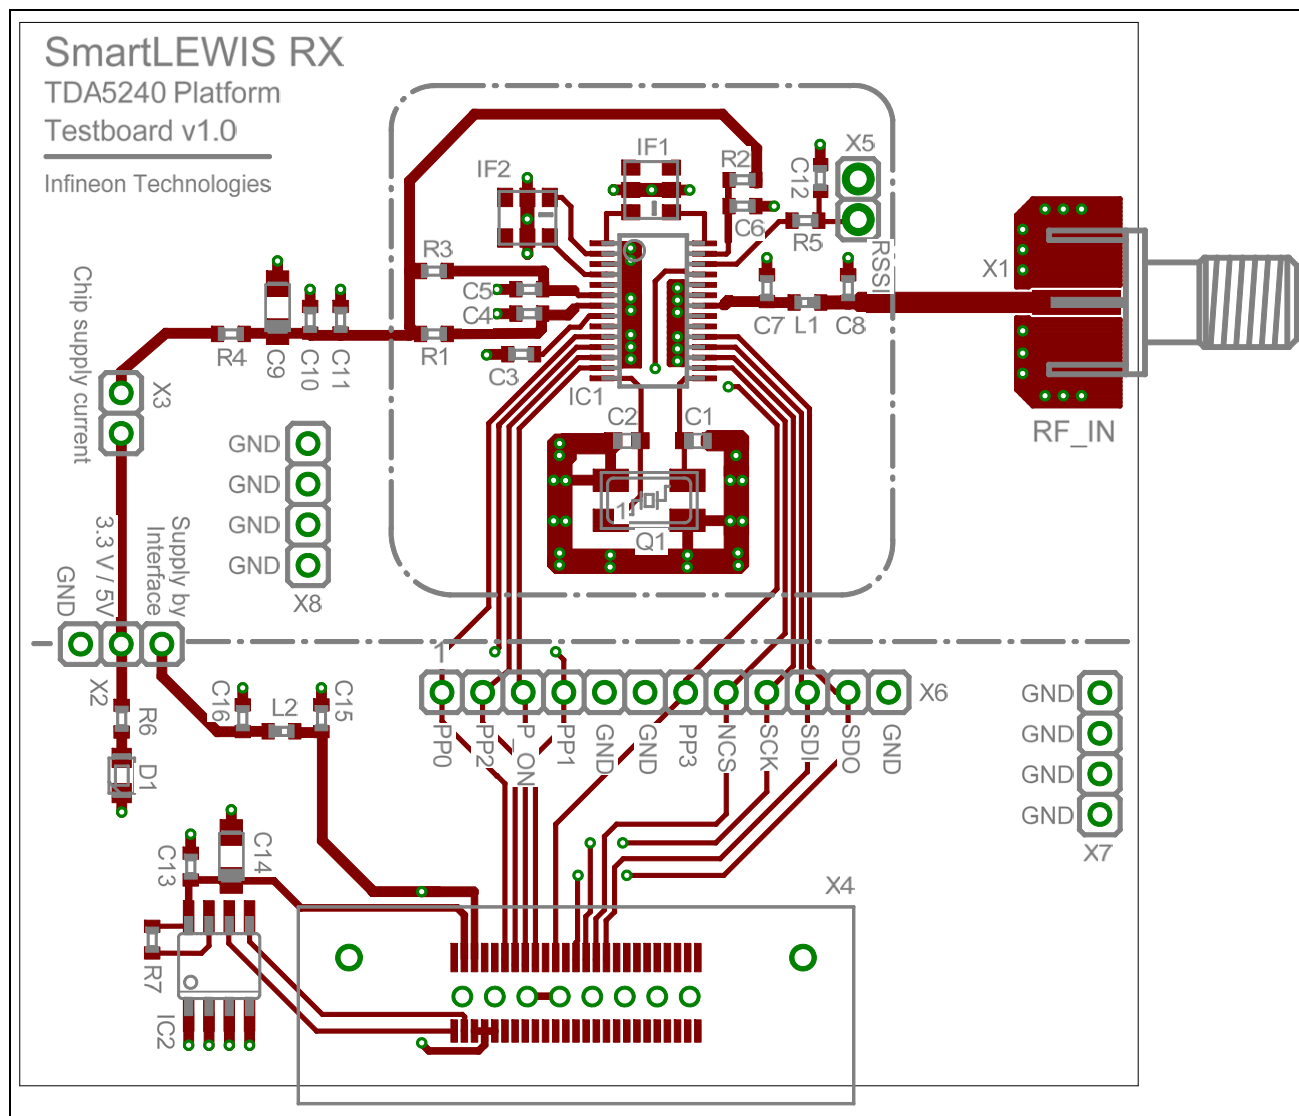 SmartLEWIS RX
TDA5240 Platform
Testboard v1.0
Infineon Technologies
IF1
IF2
R2
C6
C12
X5
R5
RSSI
R3
C5
C4
R1
C3
IC1
C7
L1
C8
X1
RF_IN
Chip supply current
X3
R4
C9
C10
C11
C2
C1
1
Q1
GND
GND
GND
GND
X8
GND
3.3 V / 5V
Supply by
Interface
X2
R6
D1
C16
L2
C15
1
X6
PP0
PP2
P_ON
PP1
GND
GND
PP3
NCS
SCK
SDI
SDO
GND
GND
GND
GND
GND
X7
C13
C14
R7
IC2
X4